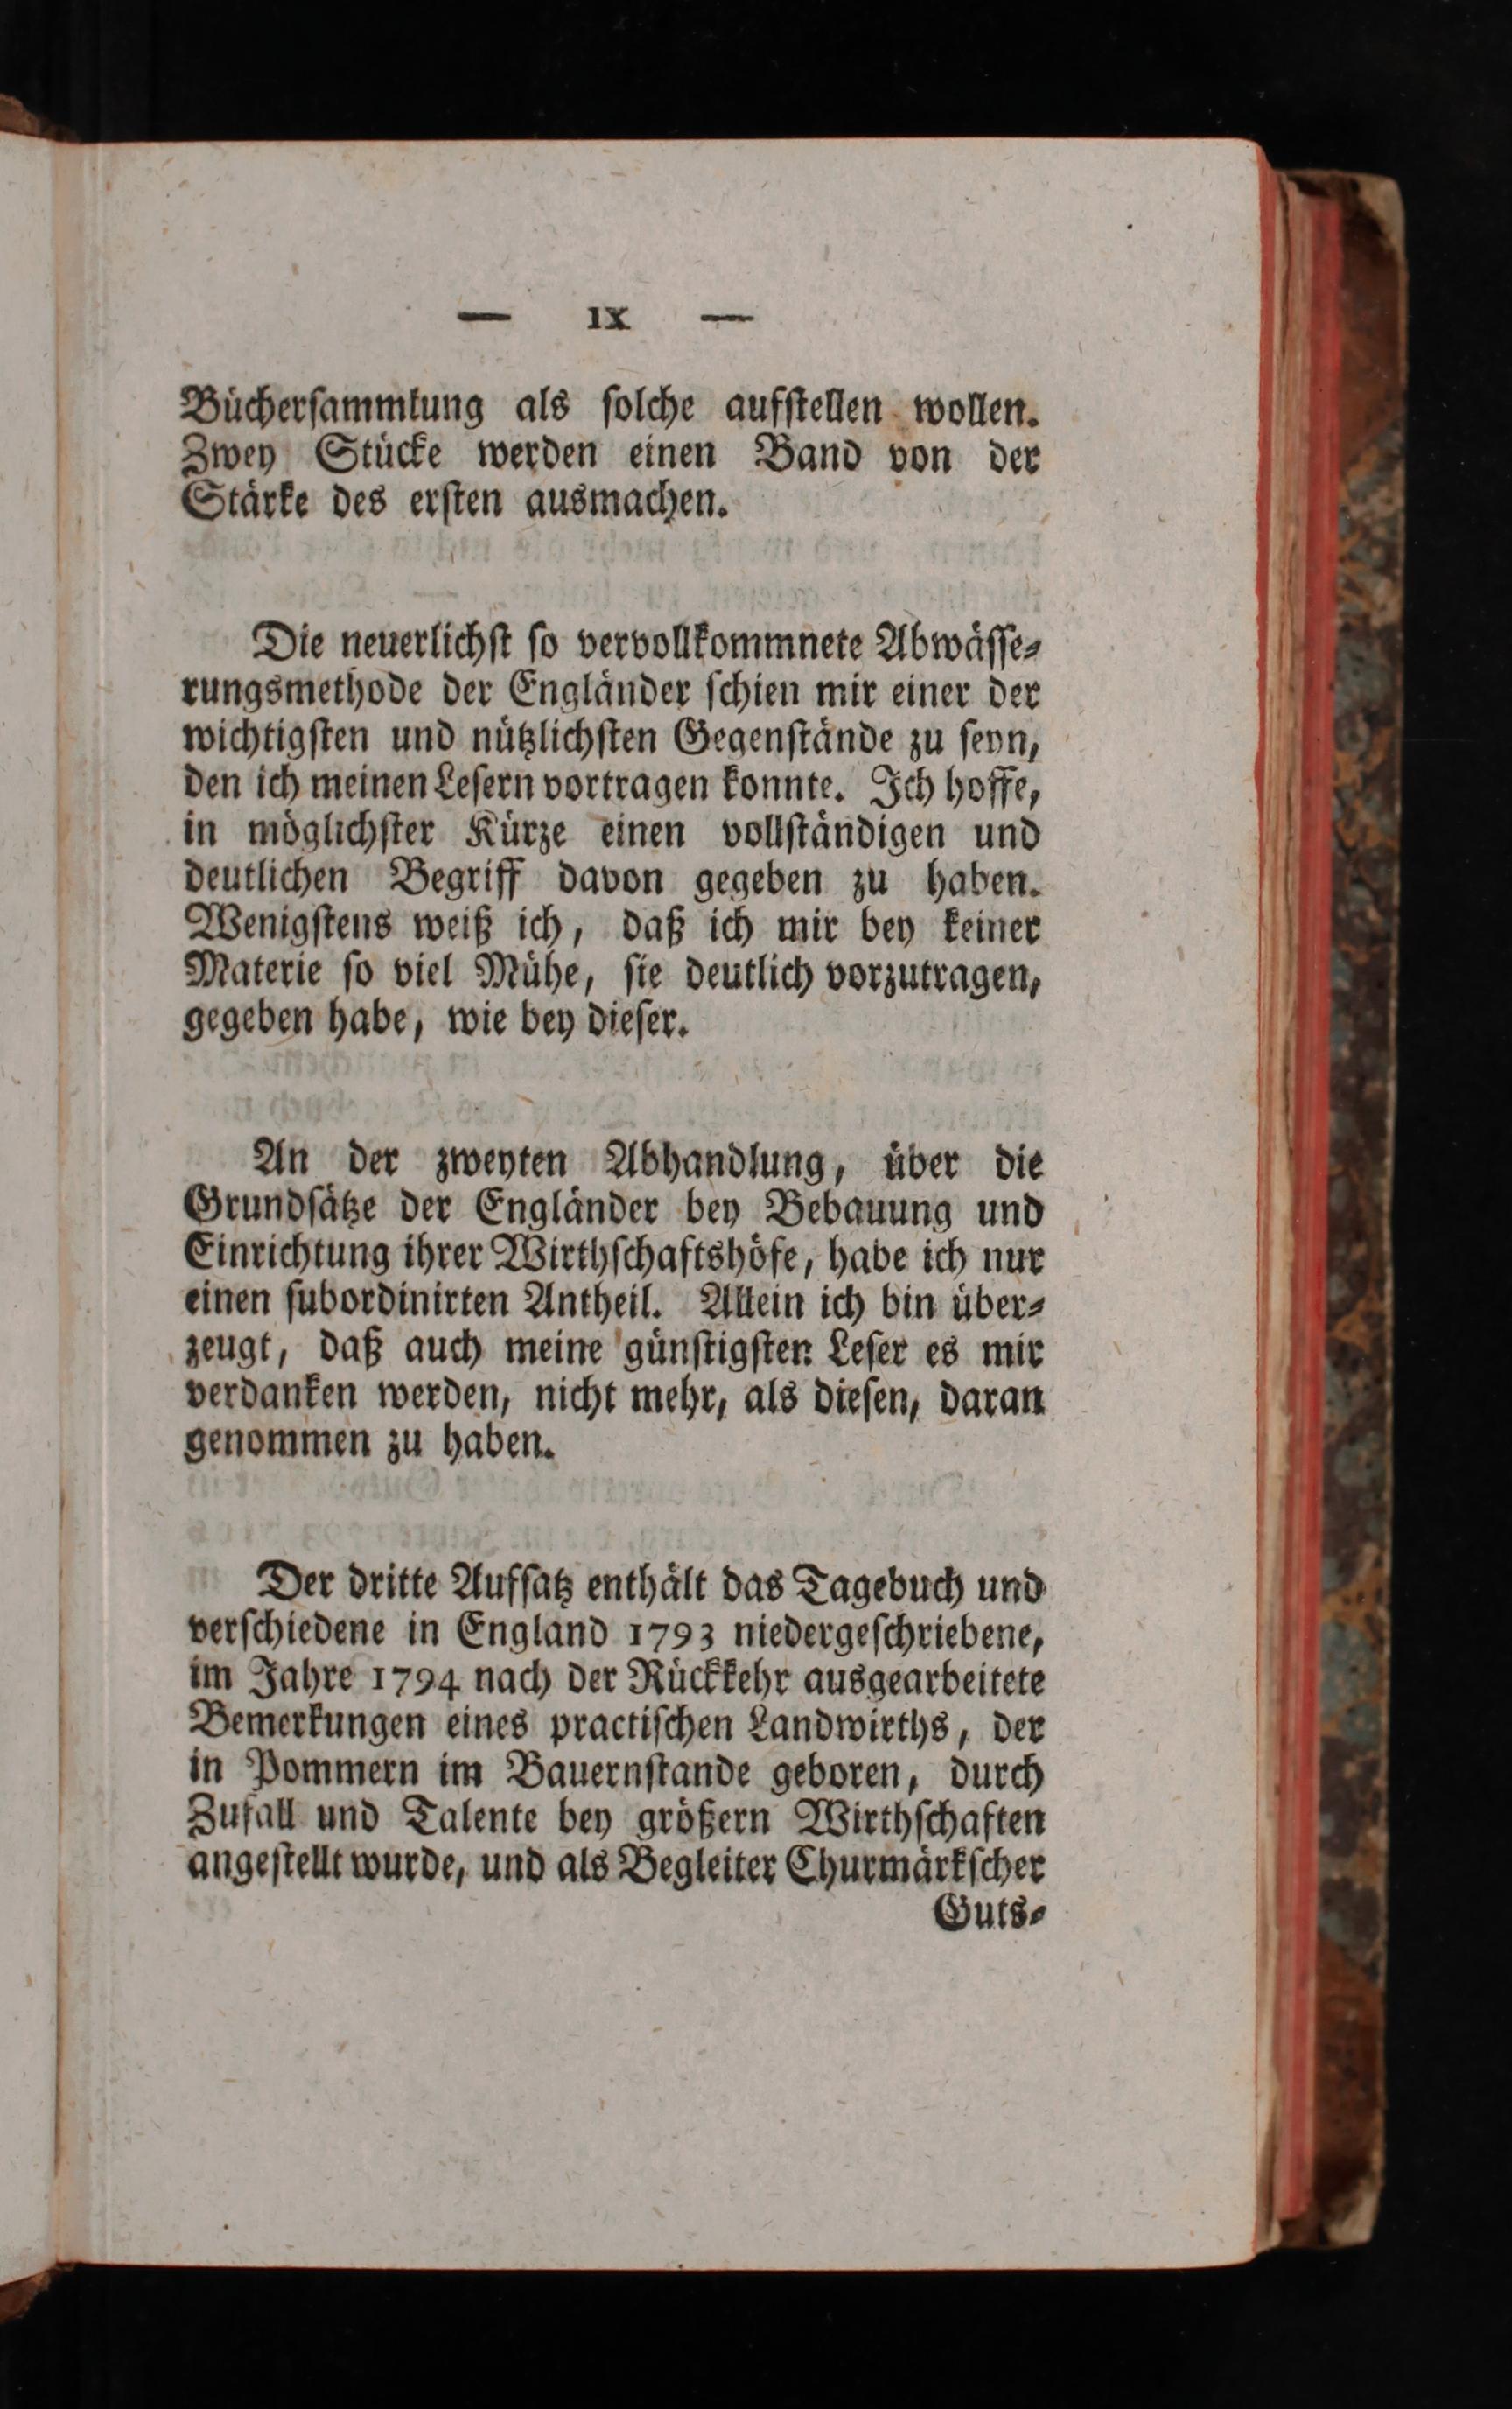 — IX —
Bücherſammlung als ſolche aufſtellen wollen.
Zwey Stücke werden einen Band von der
Stärke des erſten ausmachen.
Die neuerlichſt ſo vervollkommnete Abwäſſe⸗
rungsmethode der Engländer ſchien mir einer der
wichtigſten und nützlichſten Gegenſtände zu ſeyn,
den ich meinen Leſern vortragen konnte. Ich hoffe,
in möglichſter Kürze einen vollſtändigen und
deutlichen Begriff davon gegeben zu haben.
Wenigſtens weiß ich, daß ich mir bey keiner
Materie ſo viel Mühe, ſie deutlich vorzutragen,
gegeben habe, wie bey dieſer.
An der zweyten Abhandlung, über die
Grundſätze der Engländer bey Bebauung und
Einrichtung ihrer Wirthſchaftshöfe, habe ich nur
einen ſubordinirten Antheil. Allein ich bin über⸗
zeugt, daß auch meine günſtigſten Leſer es mir
verdanken werden, nicht mehr, als dieſen, daran
genommen zu haben.
Der dritte Aufſatz enthält das Tagebuch und
verſchiedene in England 1793 niedergeſchriebene,
im Jahre 1794 nach der Rückkehr ausgearbeitete
Bemerkungen eines practiſchen Landwirths, der
in Pommern im Bauernſtande geboren, durch
Zufall und Talente bey größern Wirthſchaften
angeſtellt wurde, und als Begleiter Churmärkſcher
Guts⸗